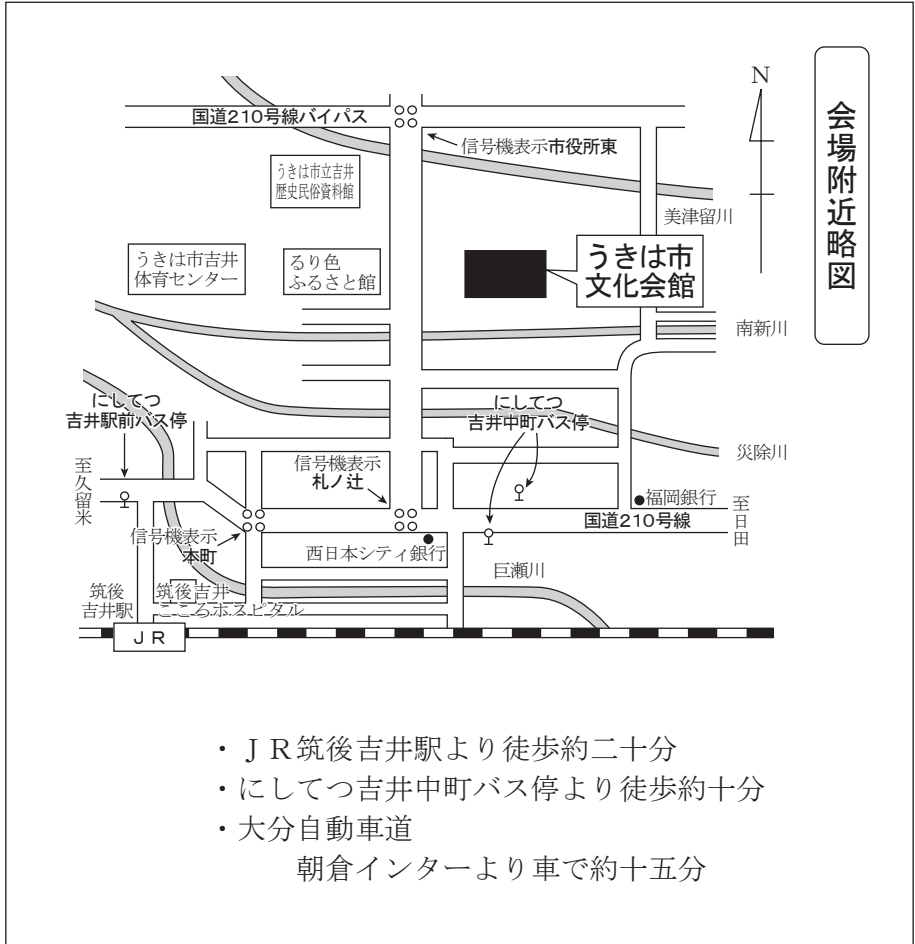 会場附近略図
N
国道210号線バイパス
信号機表示市役所東
うきは市立吉井
歴史民俗資料館
美津留川
うきは市吉井
体育センター
るり色
ふるさと館
うきは市
文化会館
南新川
にしてつ
吉井駅前バス停
にしてつ
吉井中町バス停
災除川
至久留米
信号機表示
札ノ辻
福岡銀行
至日田
国道210号線
信号機表示
本町
西日本シティ銀行
巨瀬川
筑後
吉井駅
筑後吉井
こころホスピタル
JR
・JR筑後吉井駅より徒歩約二十分
・にしてつ吉井中町バス停より徒歩約十分
・大分自動車道
朝倉インターより車で約十五分